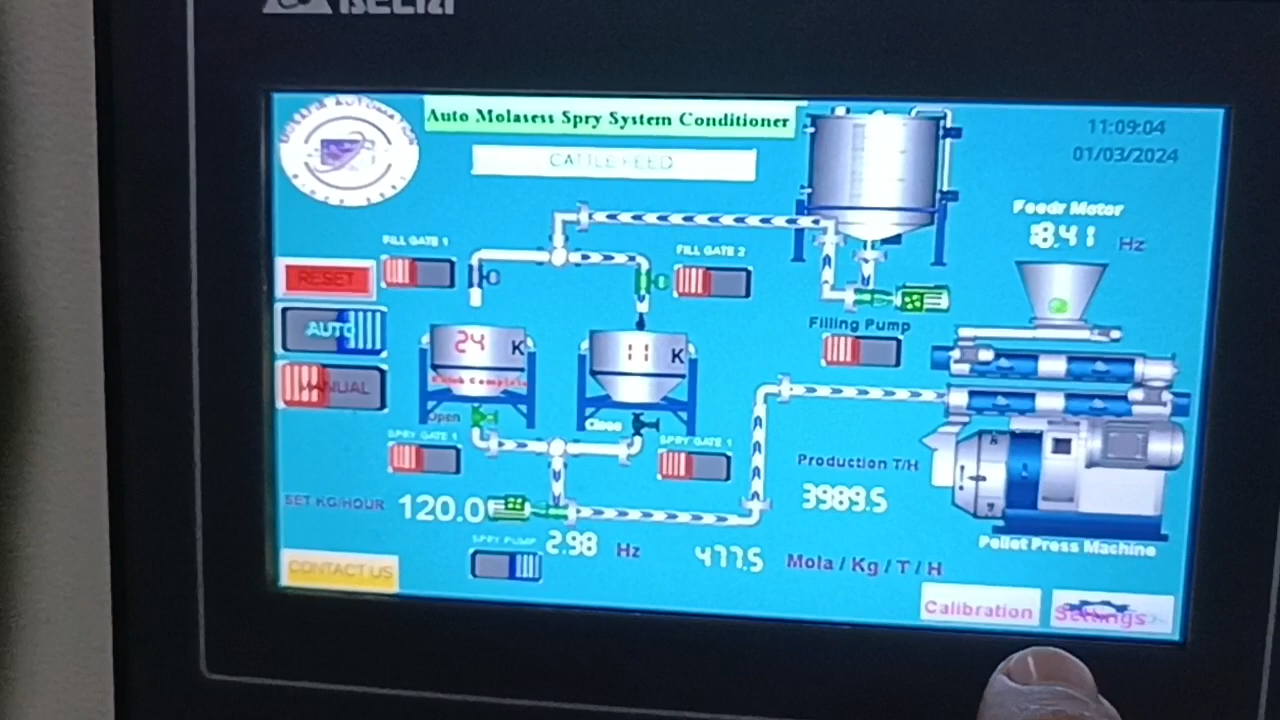 Auto Molasess Spry System Conditioner
CATTLE FEED
11:09:04
01/03/2024
Feedr Motor
18.41 Hz
FILL GATE 1
FILL GATE 2
RESET
AUTO
MANUAL
Filling Pump
24 K
11 K
Open
Close
SPRY GATE 1
SPRY GATE 1
Production T/H
3989.5
SET KG/HOUR 120.0
SPRY PUMP 2.98 Hz
477.5 Mola / Kg / T / H
Pellet Press Machine
CONTACT US
Calibration
Settings